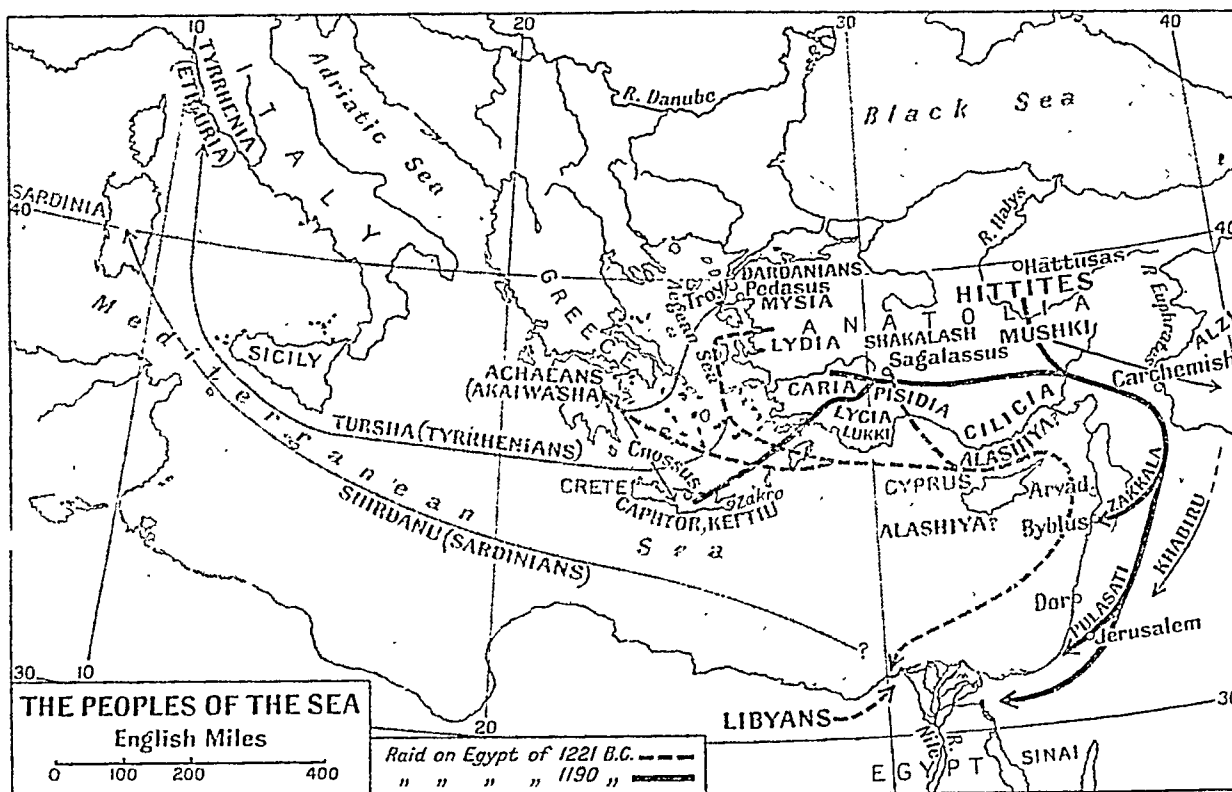 10
20
30
40
TYRRHENIA
(ETRURIA)
ITALY
Adriatic Sea
R. Danube
Black Sea
SARDINIA
40
R. Halys
40
Hattusas
HITTITES
R. Euphrates
ALZI
GREECE
Aegean Sea
Troy
DARDANIANS
Pedasus
MYSIA
ANATOLIA
LYDIA
SHAKALASH
MUSHKI
Sagalassus
Carchemish
Mediterranean Sea
SICILY
ACHAEANS
(AKAIWASHA)
CARIA
PISIDIA
LYCIA
LUKKI
CILICIA
ALASHIYA?
TURSHA (TYRRHENIANS)
Cnossus
CRETE
Zakro
CAPHTOR, KEFTIU
CYPRUS
Arvad
ZAKKALA
ALASHIYA?
Byblus
KHABIRU
SHIRDANU (SARDINIANS)
Dor
PULASATI
Jerusalem
?
30
10
20
30
LIBYANS
Nile R.
EGYPT
SINAI
THE PEOPLES OF THE SEA
English Miles
0 100 200 400
Raid on Egypt of 1221 B.C.
„ „ „ „ 1190 „